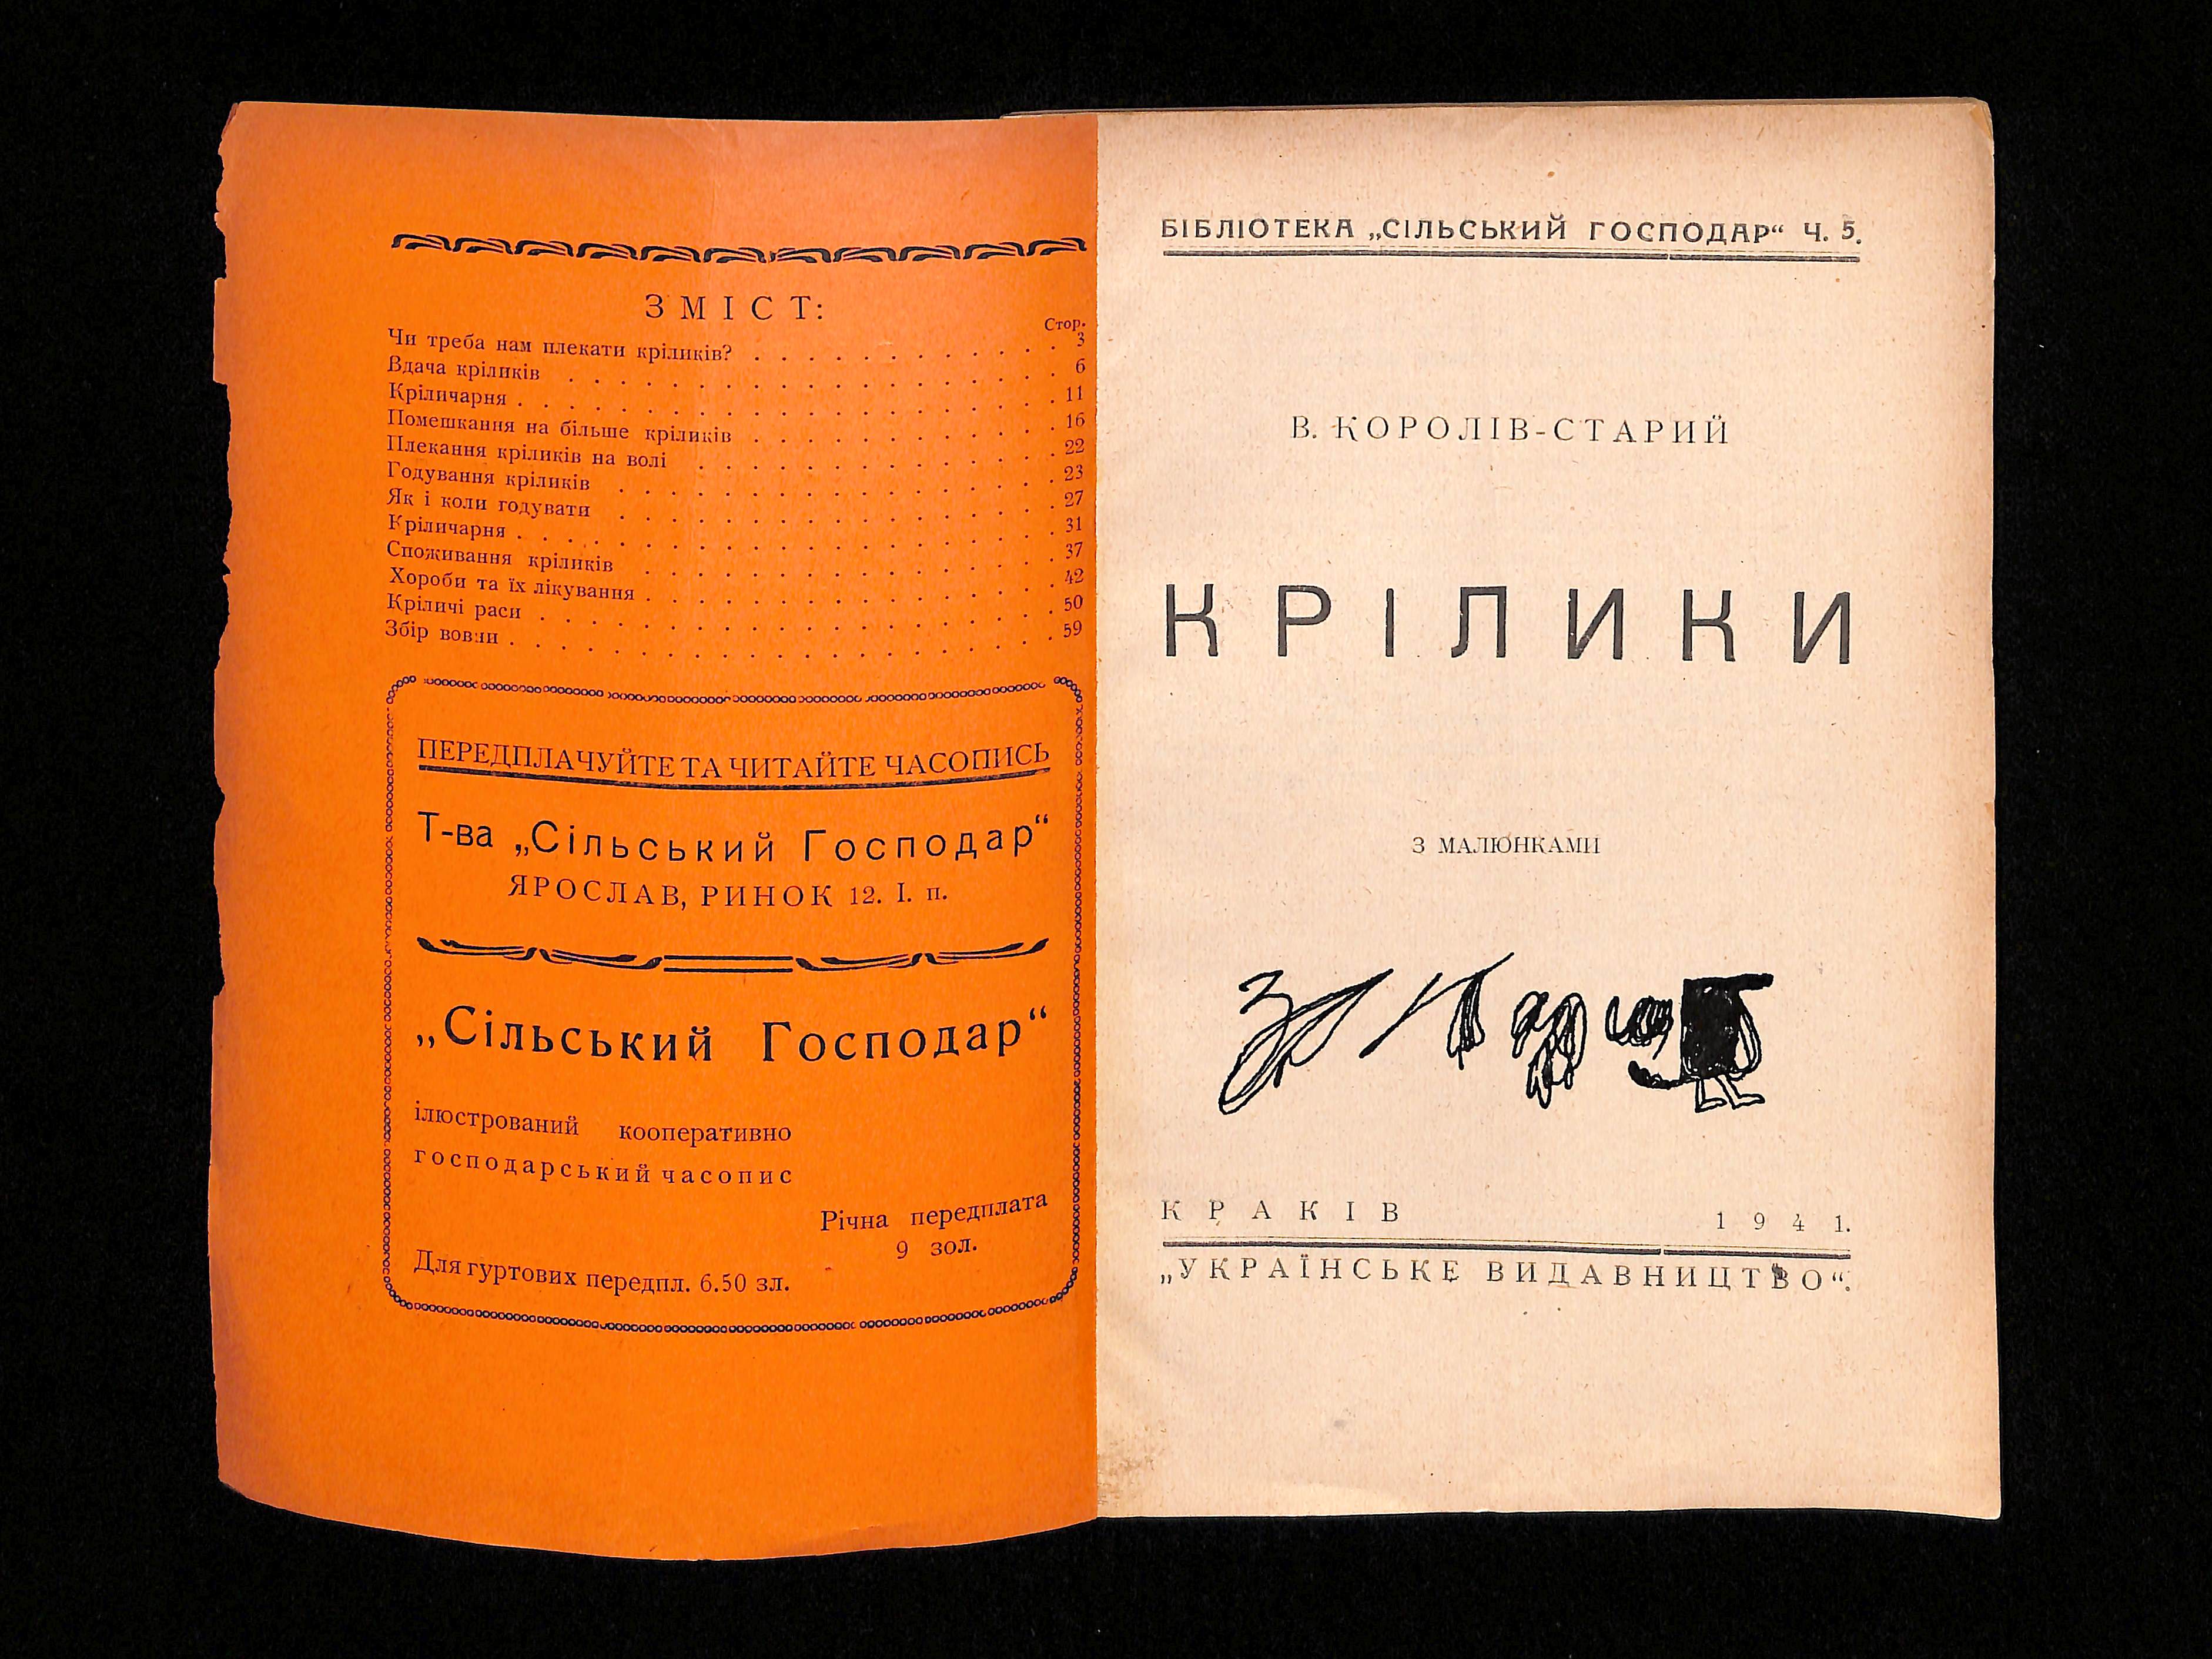 З М І С Т:
Стор.
Чи треба нам плекати кріликів? . . . . . . . . . . . . 3
Вдача кріликів . . . . . . . . . . . . . . . . . . . 6
Кріличарня . . . . . . . . . . . . . . . . . . . . . 11
Помешкання на більше кріликів . . . . . . . . . . . . 16
Плекання кріликів на волі . . . . . . . . . . . . . . 22
Годування кріликів . . . . . . . . . . . . . . . . . 23
Як і коли годувати . . . . . . . . . . . . . . . . . 27
Кріличарня . . . . . . . . . . . . . . . . . . . . . 31
Споживання кріликів . . . . . . . . . . . . . . . . 37
Хороби та їх лікування . . . . . . . . . . . . . . . . 42
Кріличі раси . . . . . . . . . . . . . . . . . . . . 50
Збір вовни . . . . . . . . . . . . . . . . . . . . . 59
ПЕРЕДПЛАЧУЙТЕ ТА ЧИТАЙТЕ ЧАСОПИСЬ
Т-ва „Сільський Господар“
ЯРОСЛАВ, РИНОК 12. I. п.
„Сільський Господар“
ілюстрований кооперативно
господарський часопис
Річна передплата
9 зол.
Для гуртових передпл. 6.50 зл.
БІБЛІОТЕКА „СІЛЬСЬКИЙ ГОСПОДАР“ Ч. 5.
В. КОРОЛІВ-СТАРИЙ
КРІЛИКИ
З МАЛЮНКАМИ
КРАКІВ 1941.
„УКРАЇНСЬКЕ ВИДАВНИЦТВО“.